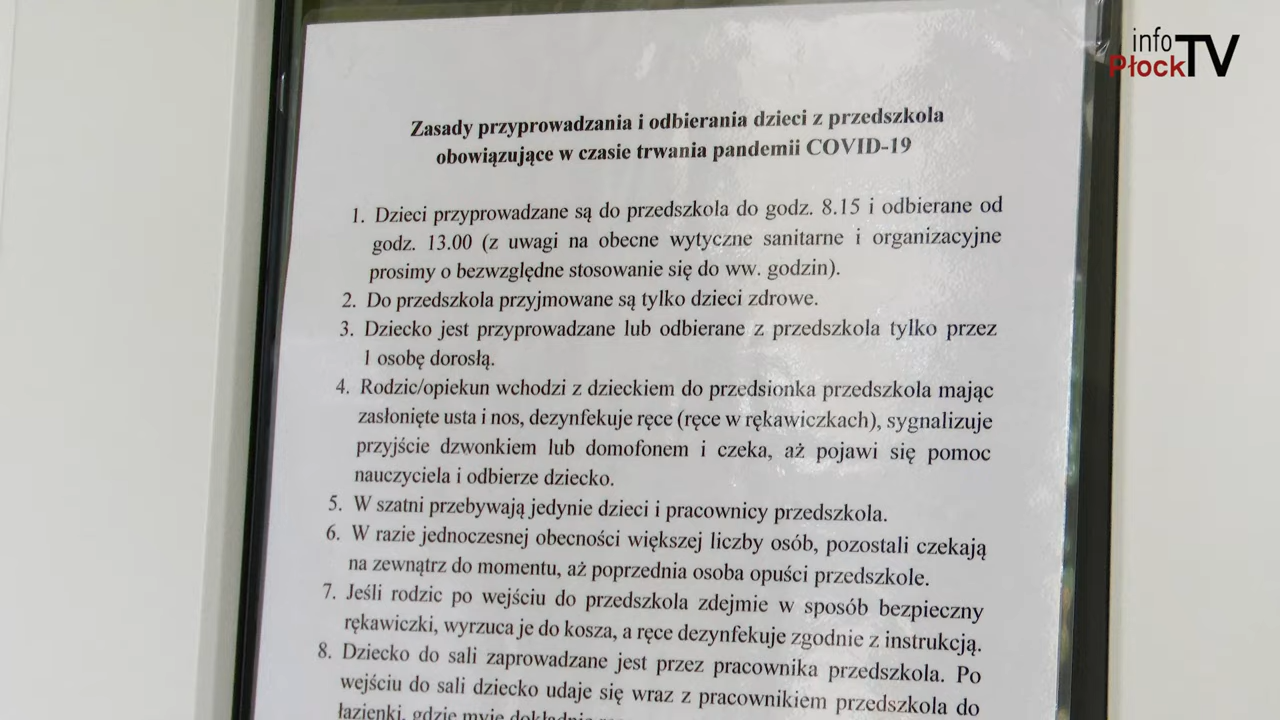 info
PłockTV
Zasady przyprowadzania i odbierania dzieci z przedszkola
obowiązujące w czasie trwania pandemii COVID-19
1. Dzieci przyprowadzane są do przedszkola do godz. 8.15 i odbierane od
godz. 13.00 (z uwagi na obecne wytyczne sanitarne i organizacyjne
prosimy o bezwzględne stosowanie się do ww. godzin).
2. Do przedszkola przyjmowane są tylko dzieci zdrowe.
3. Dziecko jest przyprowadzane lub odbierane z przedszkola tylko przez
1 osobę dorosłą.
4. Rodzic/opiekun wchodzi z dzieckiem do przedsionka przedszkola mając
zasłonięte usta i nos, dezynfekuje ręce (ręce w rękawiczkach), sygnalizuje
przyjście dzwonkiem lub domofonem i czeka, aż pojawi się pomoc
nauczyciela i odbierze dziecko.
5. W szatni przebywają jedynie dzieci i pracownicy przedszkola.
6. W razie jednoczesnej obecności większej liczby osób, pozostali czekają
na zewnątrz do momentu, aż poprzednia osoba opuści przedszkole.
7. Jeśli rodzic po wejściu do przedszkola zdejmie w sposób bezpieczny
rękawiczki, wyrzuca je do kosza, a ręce dezynfekuje zgodnie z instrukcją.
8. Dziecko do sali zaprowadzane jest przez pracownika przedszkola. Po
wejściu do sali dziecko udaje się wraz z pracownikiem przedszkola do
łazienki, gdzie myje dokładnie